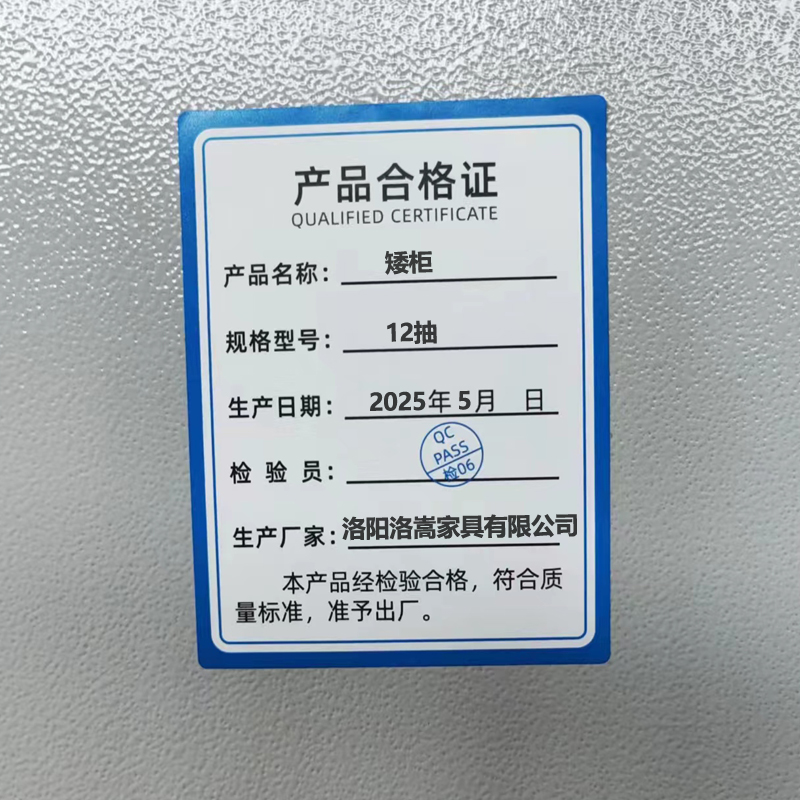 产品合格证
QUALIFIED CERTIFICATE
产品名称： 矮柜
规格型号： 12抽
生产日期： 2025年 5月 日
检 验 员： QC PASS 检06
生产厂家： 洛阳洛嵩家具有限公司
本产品经检验合格，符合质
量标准，准予出厂。